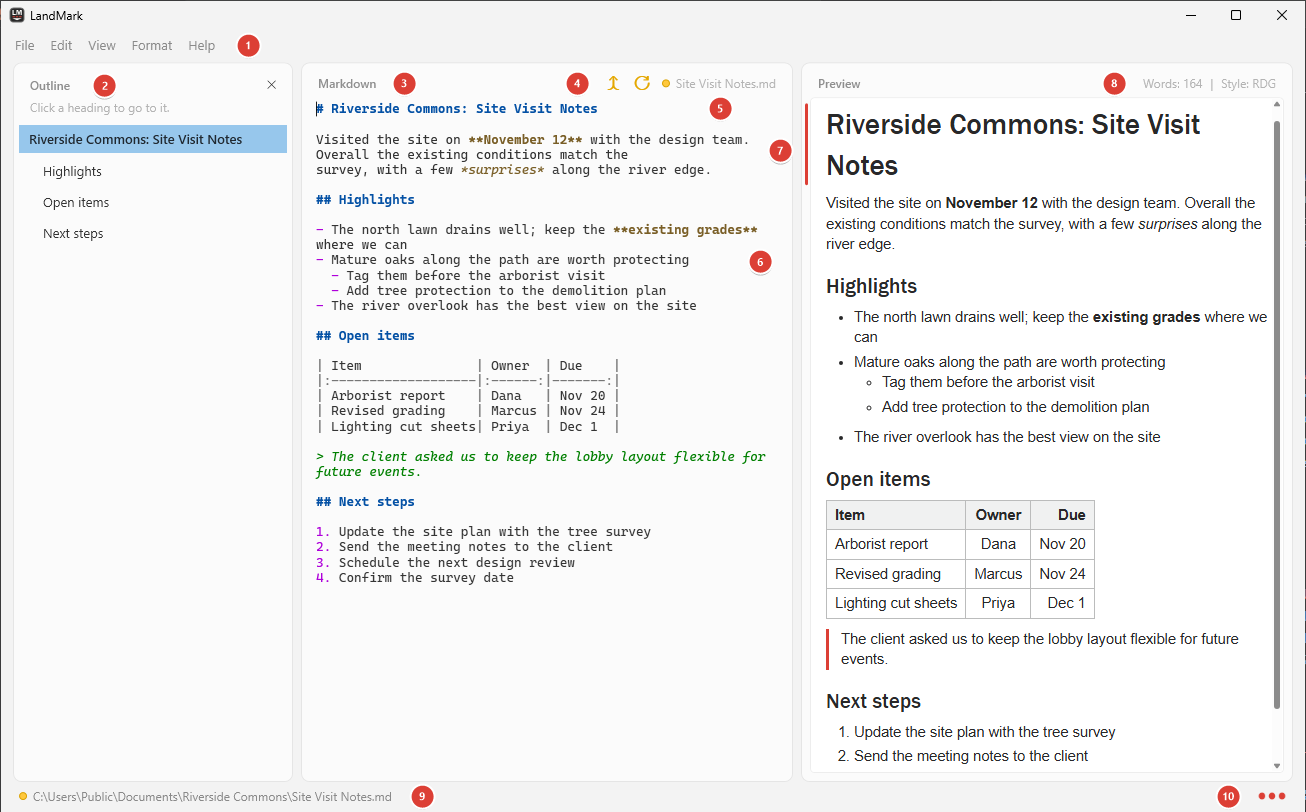 LM LandMark
File Edit View Format Help 1
Outline 2
Click a heading to go to it.
Riverside Commons: Site Visit Notes
Highlights
Open items
Next steps
Markdown 3 4 Site Visit Notes.md
5
# Riverside Commons: Site Visit Notes
Visited the site on **November 12** with the design team.
7
Overall the existing conditions match the
survey, with a few *surprises* along the river edge.
## Highlights
- The north lawn drains well; keep the **existing grades**
where we can
- Mature oaks along the path are worth protecting
6
- Tag them before the arborist visit
- Add tree protection to the demolition plan
- The river overlook has the best view on the site
## Open items
| Item | Owner | Due |
|:-------------------|:------:|-------:|
| Arborist report | Dana | Nov 20 |
| Revised grading | Marcus | Nov 24 |
| Lighting cut sheets| Priya | Dec 1 |
> The client asked us to keep the lobby layout flexible for
future events.
## Next steps
1. Update the site plan with the tree survey
2. Send the meeting notes to the client
3. Schedule the next design review
4. Confirm the survey date
Preview 8 Words: 164 | Style: RDG
Riverside Commons: Site Visit
Notes
Visited the site on November 12 with the design team. Overall the
existing conditions match the survey, with a few surprises along the
river edge.
Highlights
• The north lawn drains well; keep the existing grades where we
can
• Mature oaks along the path are worth protecting
◦ Tag them before the arborist visit
◦ Add tree protection to the demolition plan
• The river overlook has the best view on the site
Open items
Item Owner Due
Arborist report Dana Nov 20
Revised grading Marcus Nov 24
Lighting cut sheets Priya Dec 1
The client asked us to keep the lobby layout flexible for future
events.
Next steps
1. Update the site plan with the tree survey
2. Send the meeting notes to the client
C:\Users\Public\Documents\Riverside Commons\Site Visit Notes.md 9 10